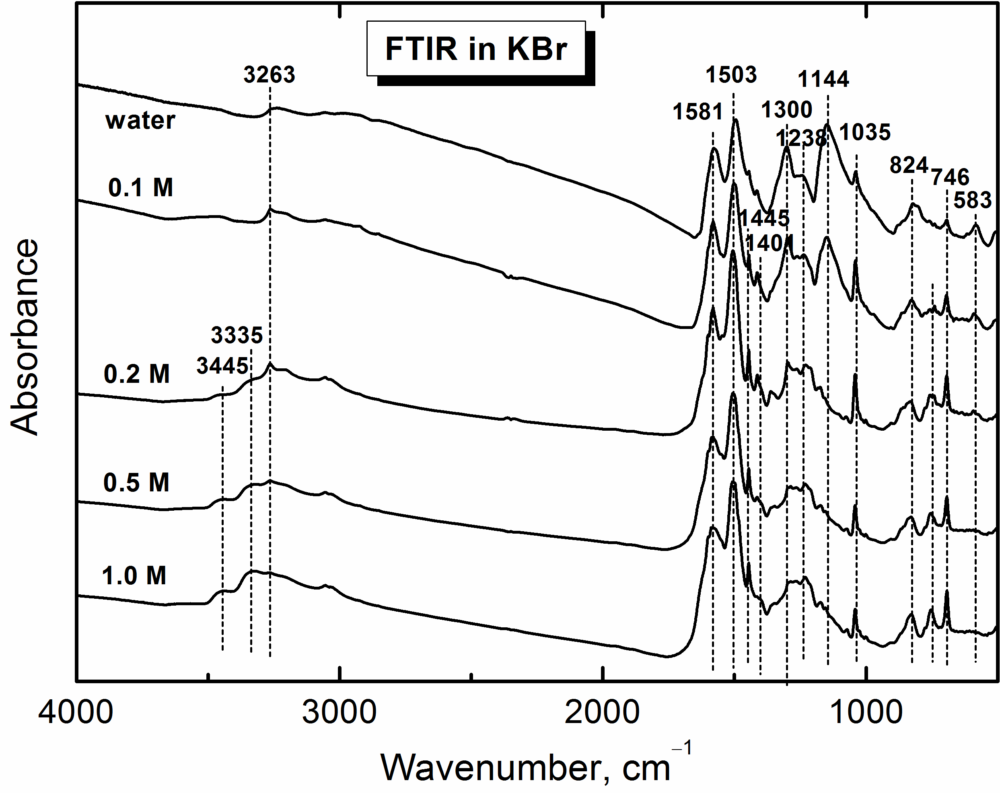 FTIR in KBr
3263
1503
1144
1581
1300
1035
1238
824
746
583
water
0.1 M
1445
1401
3335
3445
0.2 M
0.5 M
1.0 M
Absorbance
4000
3000
2000
1000
Wavenumber, cm⁻¹